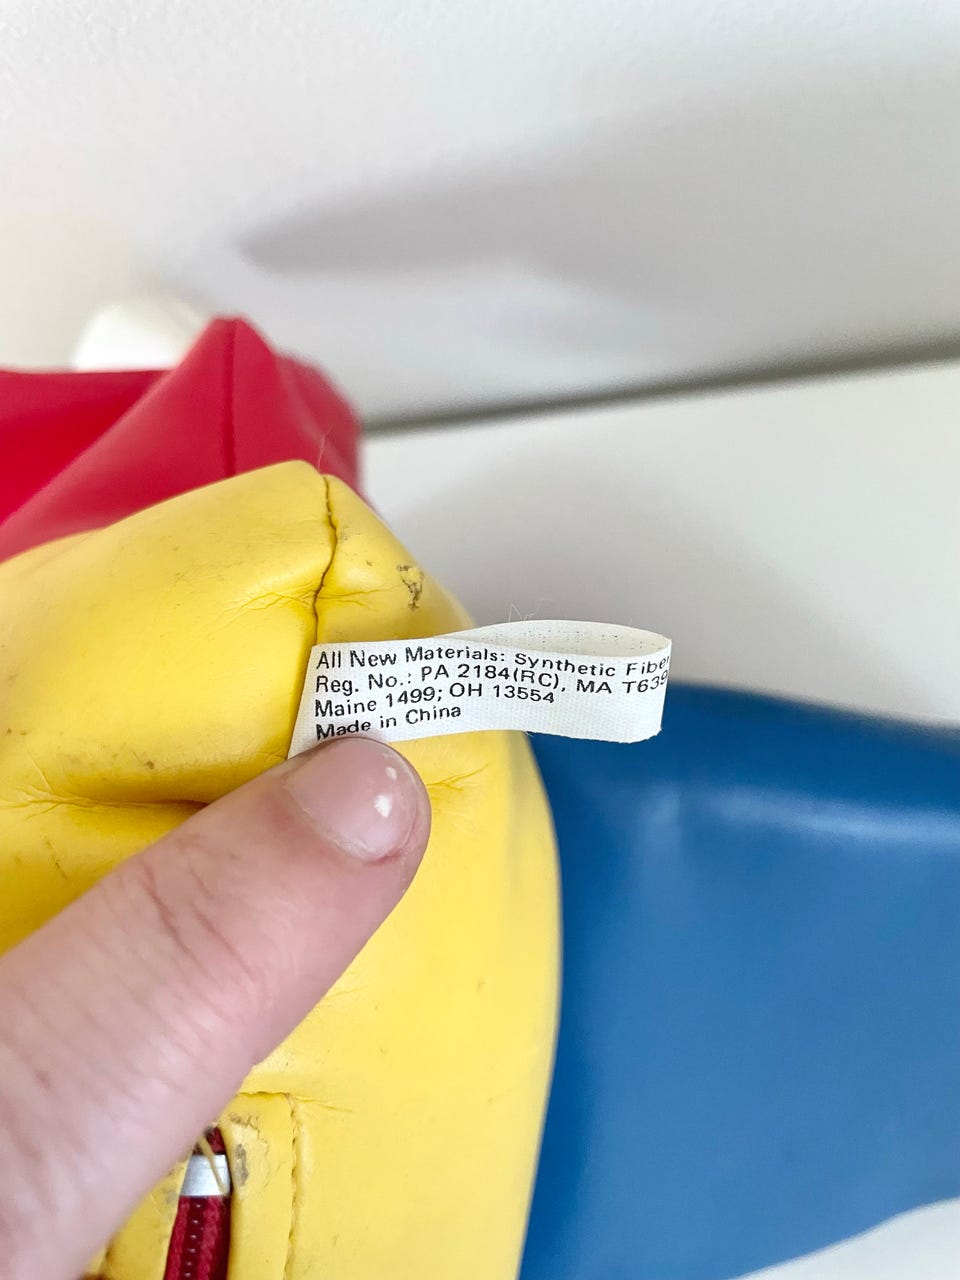 All New Materials: Synthetic Fiber
Reg. No.: PA 2184(RC), MA T639
Maine 1499; OH 13554
Made in China